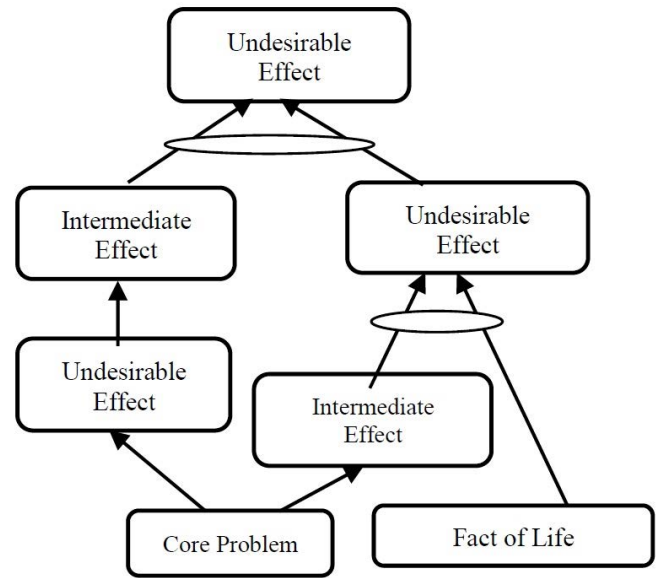 Undesirable
Effect
Intermediate
Effect
Undesirable
Effect
Undesirable
Effect
Intermediate
Effect
Core Problem
Fact of Life